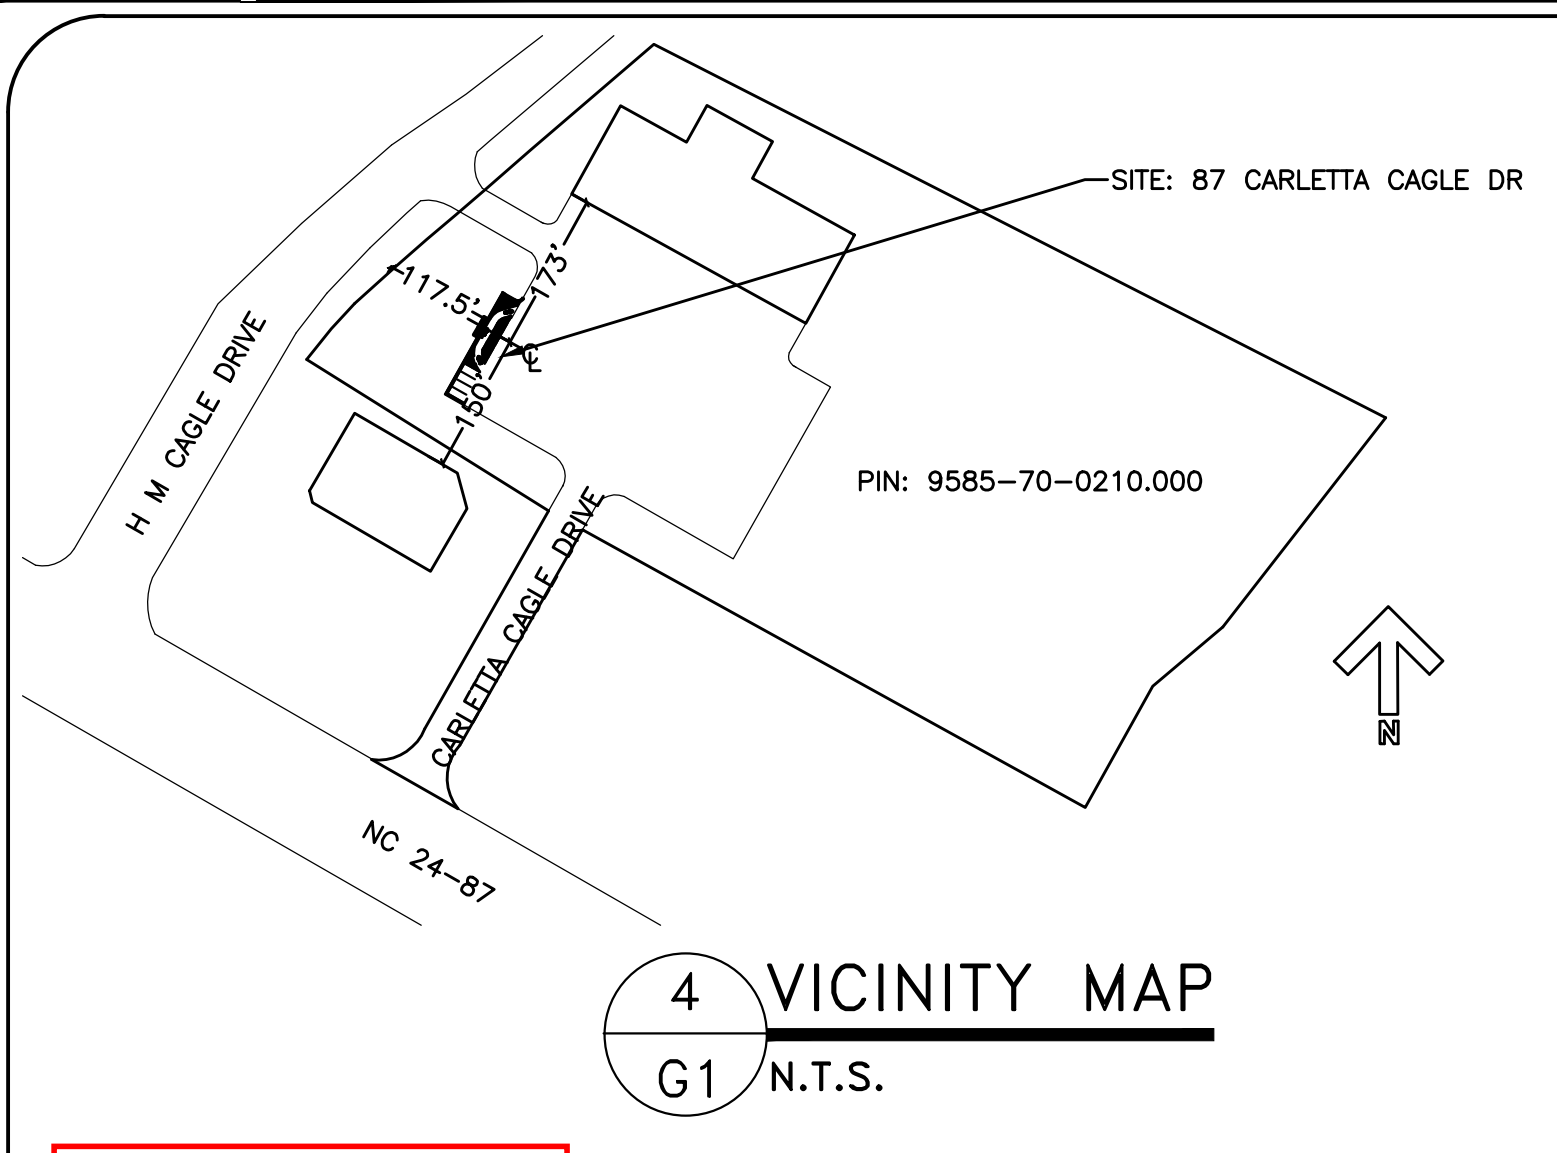 SITE: 87 CARLETTA CAGLE DR
173'
117.5'
℄
150'
H M CAGLE DRIVE
PIN: 9585-70-0210.000
CARLETTA CAGLE DRIVE
N
NC 24-87
4
G1
VICINITY MAP
N.T.S.